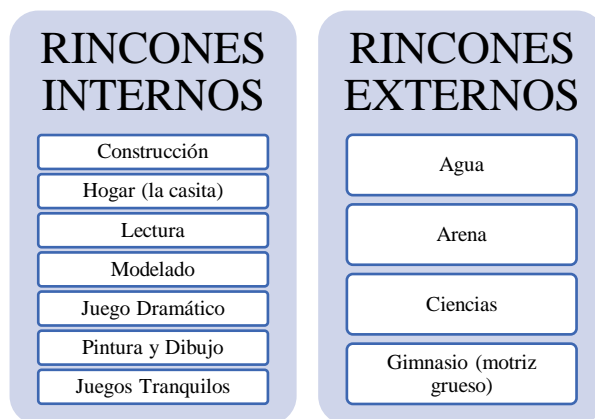 RINCONES
INTERNOS
Construcción
Hogar (la casita)
Lectura
Modelado
Juego Dramático
Pintura y Dibujo
Juegos Tranquilos
RINCONES
EXTERNOS
Agua
Arena
Ciencias
Gimnasio (motriz
grueso)